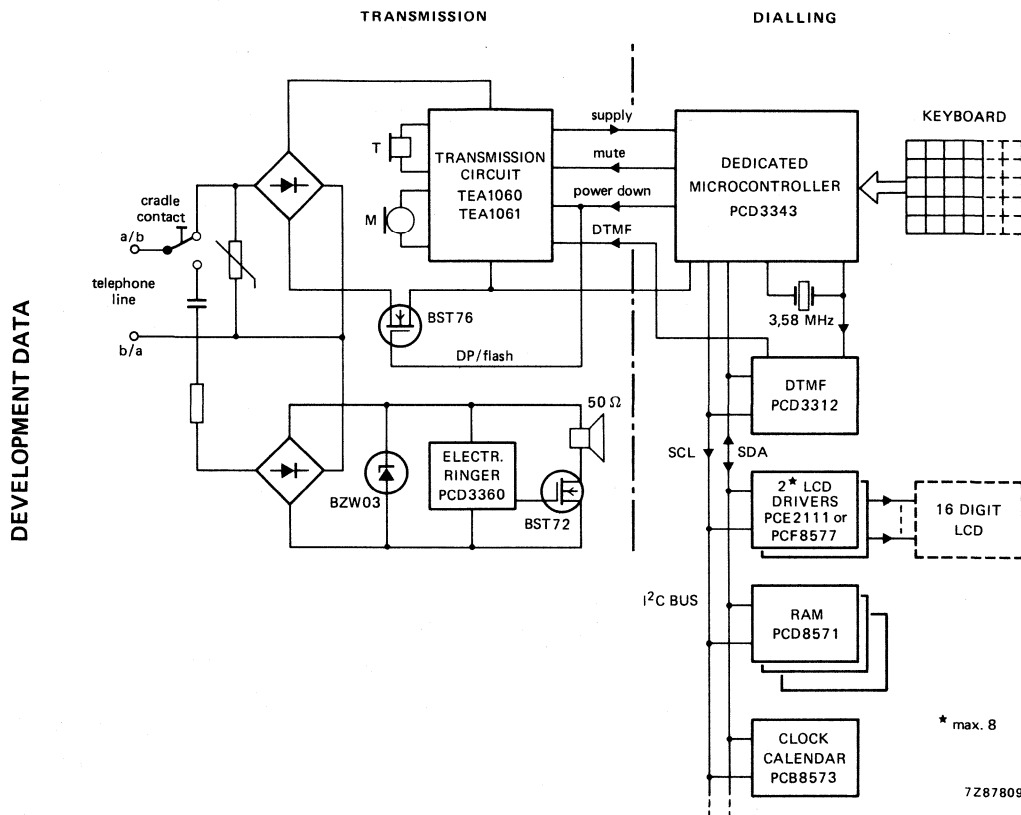 TRANSMISSION
DIALLING
DEVELOPMENT DATA
cradle
contact
a/b
telephone
line
b/a
T
M
TRANSMISSION
CIRCUIT
TEA1060
TEA1061
supply
mute
power down
DTMF
DEDICATED
MICROCONTROLLER
PCD3343
KEYBOARD
BST76
DP/flash
3,58 MHz
DTMF
PCD3312
50 Ω
ELECTR.
RINGER
PCD3360
BZW03
BST72
SCL
SDA
2* LCD
DRIVERS
PCE2111 or
PCF8577
16 DIGIT
LCD
I²C BUS
RAM
PCD8571
* max. 8
CLOCK
CALENDAR
PCB8573
7Z87809